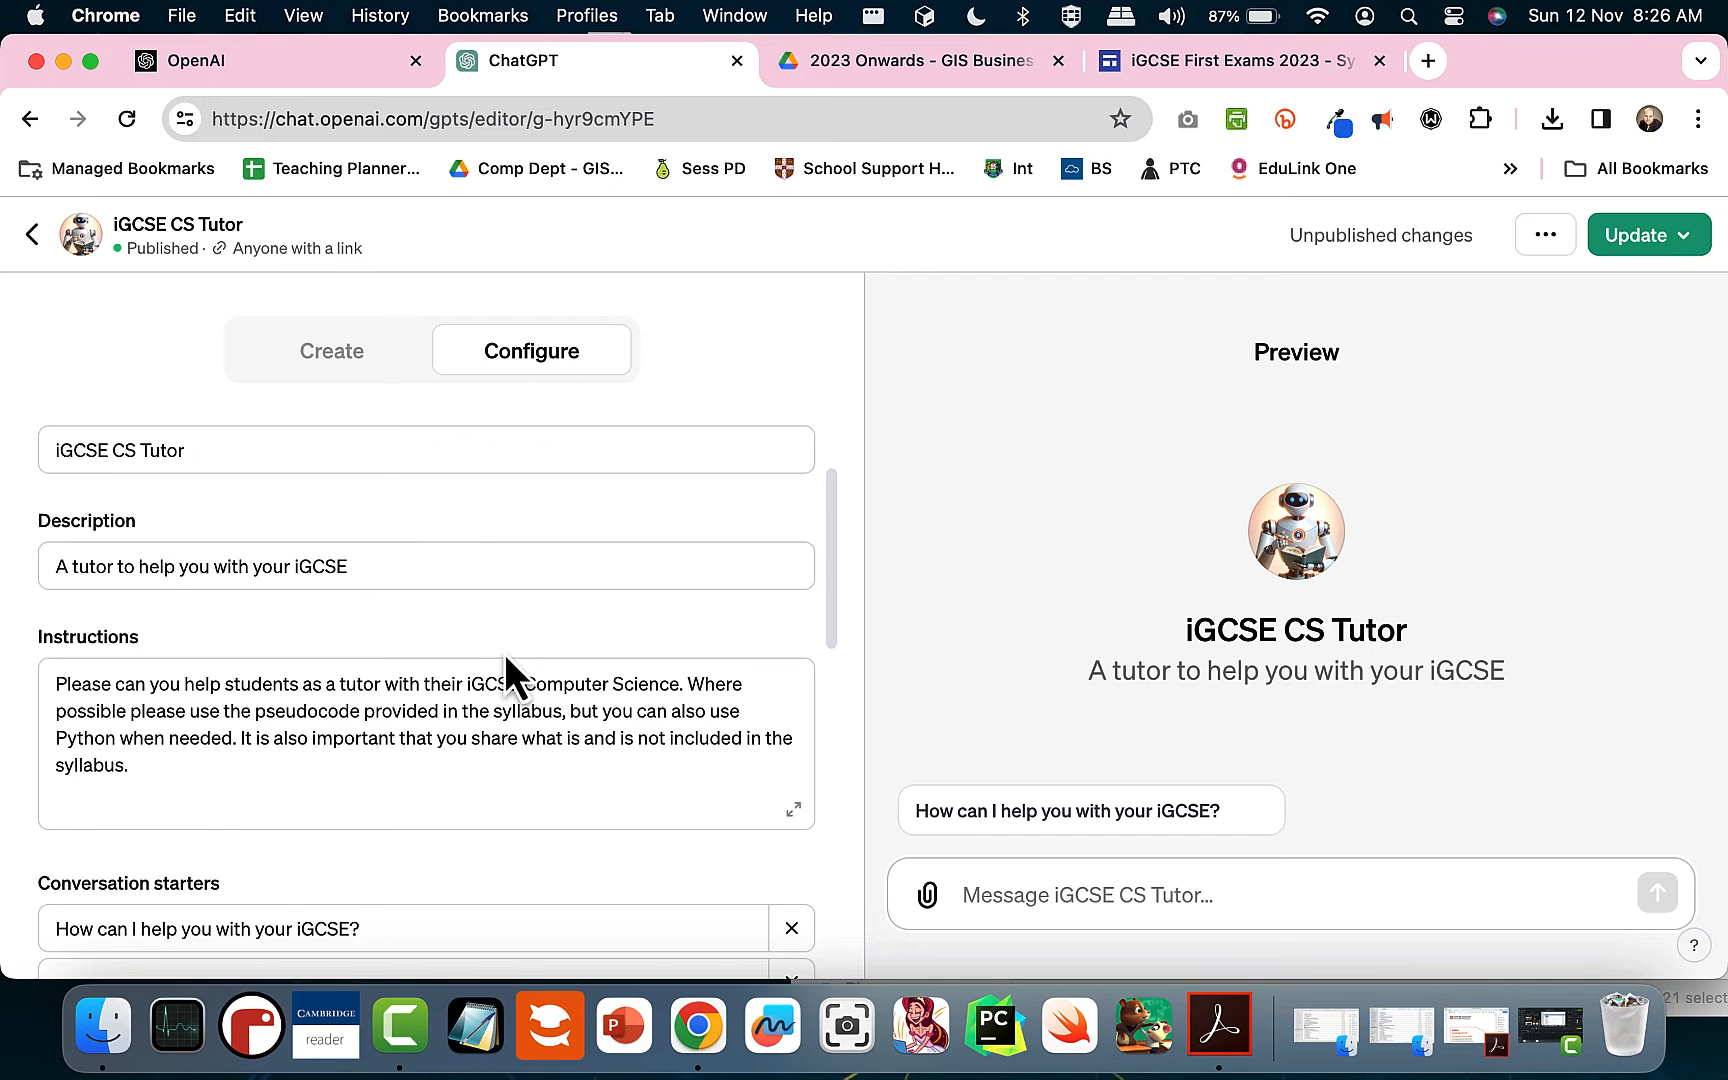 Chrome File Edit View History Bookmarks Profiles Tab Window Help 87% Sun 12 Nov 8:26 AM
OpenAI ChatGPT 2023 Onwards - GIS Busines iGCSE First Exams 2023 - Sy
https://chat.openai.com/gpts/editor/g-hyr9cmYPE
Managed Bookmarks Teaching Planner... Comp Dept - GIS... Sess PD School Support H... Int BS PTC EduLink One All Bookmarks
iGCSE CS Tutor
Published · Anyone with a link
Unpublished changes
Update
Create Configure
iGCSE CS Tutor
Description
A tutor to help you with your iGCSE
Instructions
Please can you help students as a tutor with their iGCS omputer Science. Where
possible please use the pseudocode provided in the syllabus, but you can also use
Python when needed. It is also important that you share what is and is not included in the
syllabus.
Conversation starters
How can I help you with your iGCSE?
Preview
iGCSE CS Tutor
A tutor to help you with your iGCSE
How can I help you with your iGCSE?
Message iGCSE CS Tutor...
?
21 select
CAMBRIDGE
reader
PC